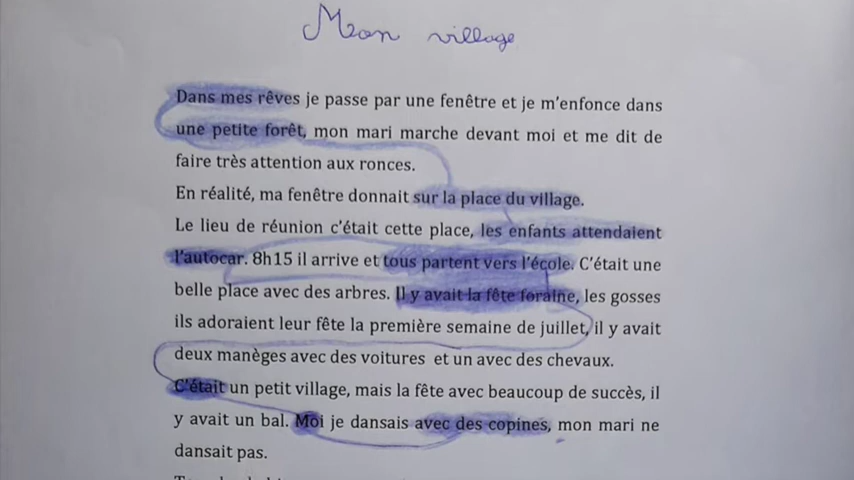 Mon village
Dans mes rêves je passe par une fenêtre et je m'enfonce dans
une petite forêt, mon mari marche devant moi et me dit de
faire très attention aux ronces.
En réalité, ma fenêtre donnait sur la place du village.
Le lieu de réunion c'était cette place, les enfants attendaient
l'autocar. 8h15 il arrive et tous partent vers l'école. C'était une
belle place avec des arbres. Il y avait la fête foraine, les gosses
ils adoraient leur fête la première semaine de juillet, il y avait
deux manèges avec des voitures et un avec des chevaux.
C'était un petit village, mais la fête avec beaucoup de succès, il
y avait un bal. Moi je dansais avec des copines, mon mari ne
dansait pas.